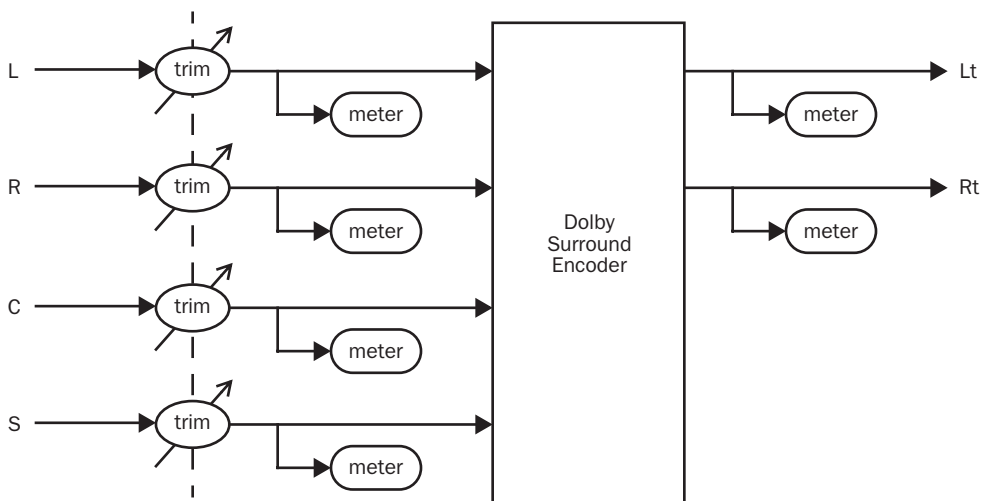 L
trim
meter
R
trim
meter
C
trim
meter
S
trim
meter
Dolby
Surround
Encoder
Lt
meter
Rt
meter